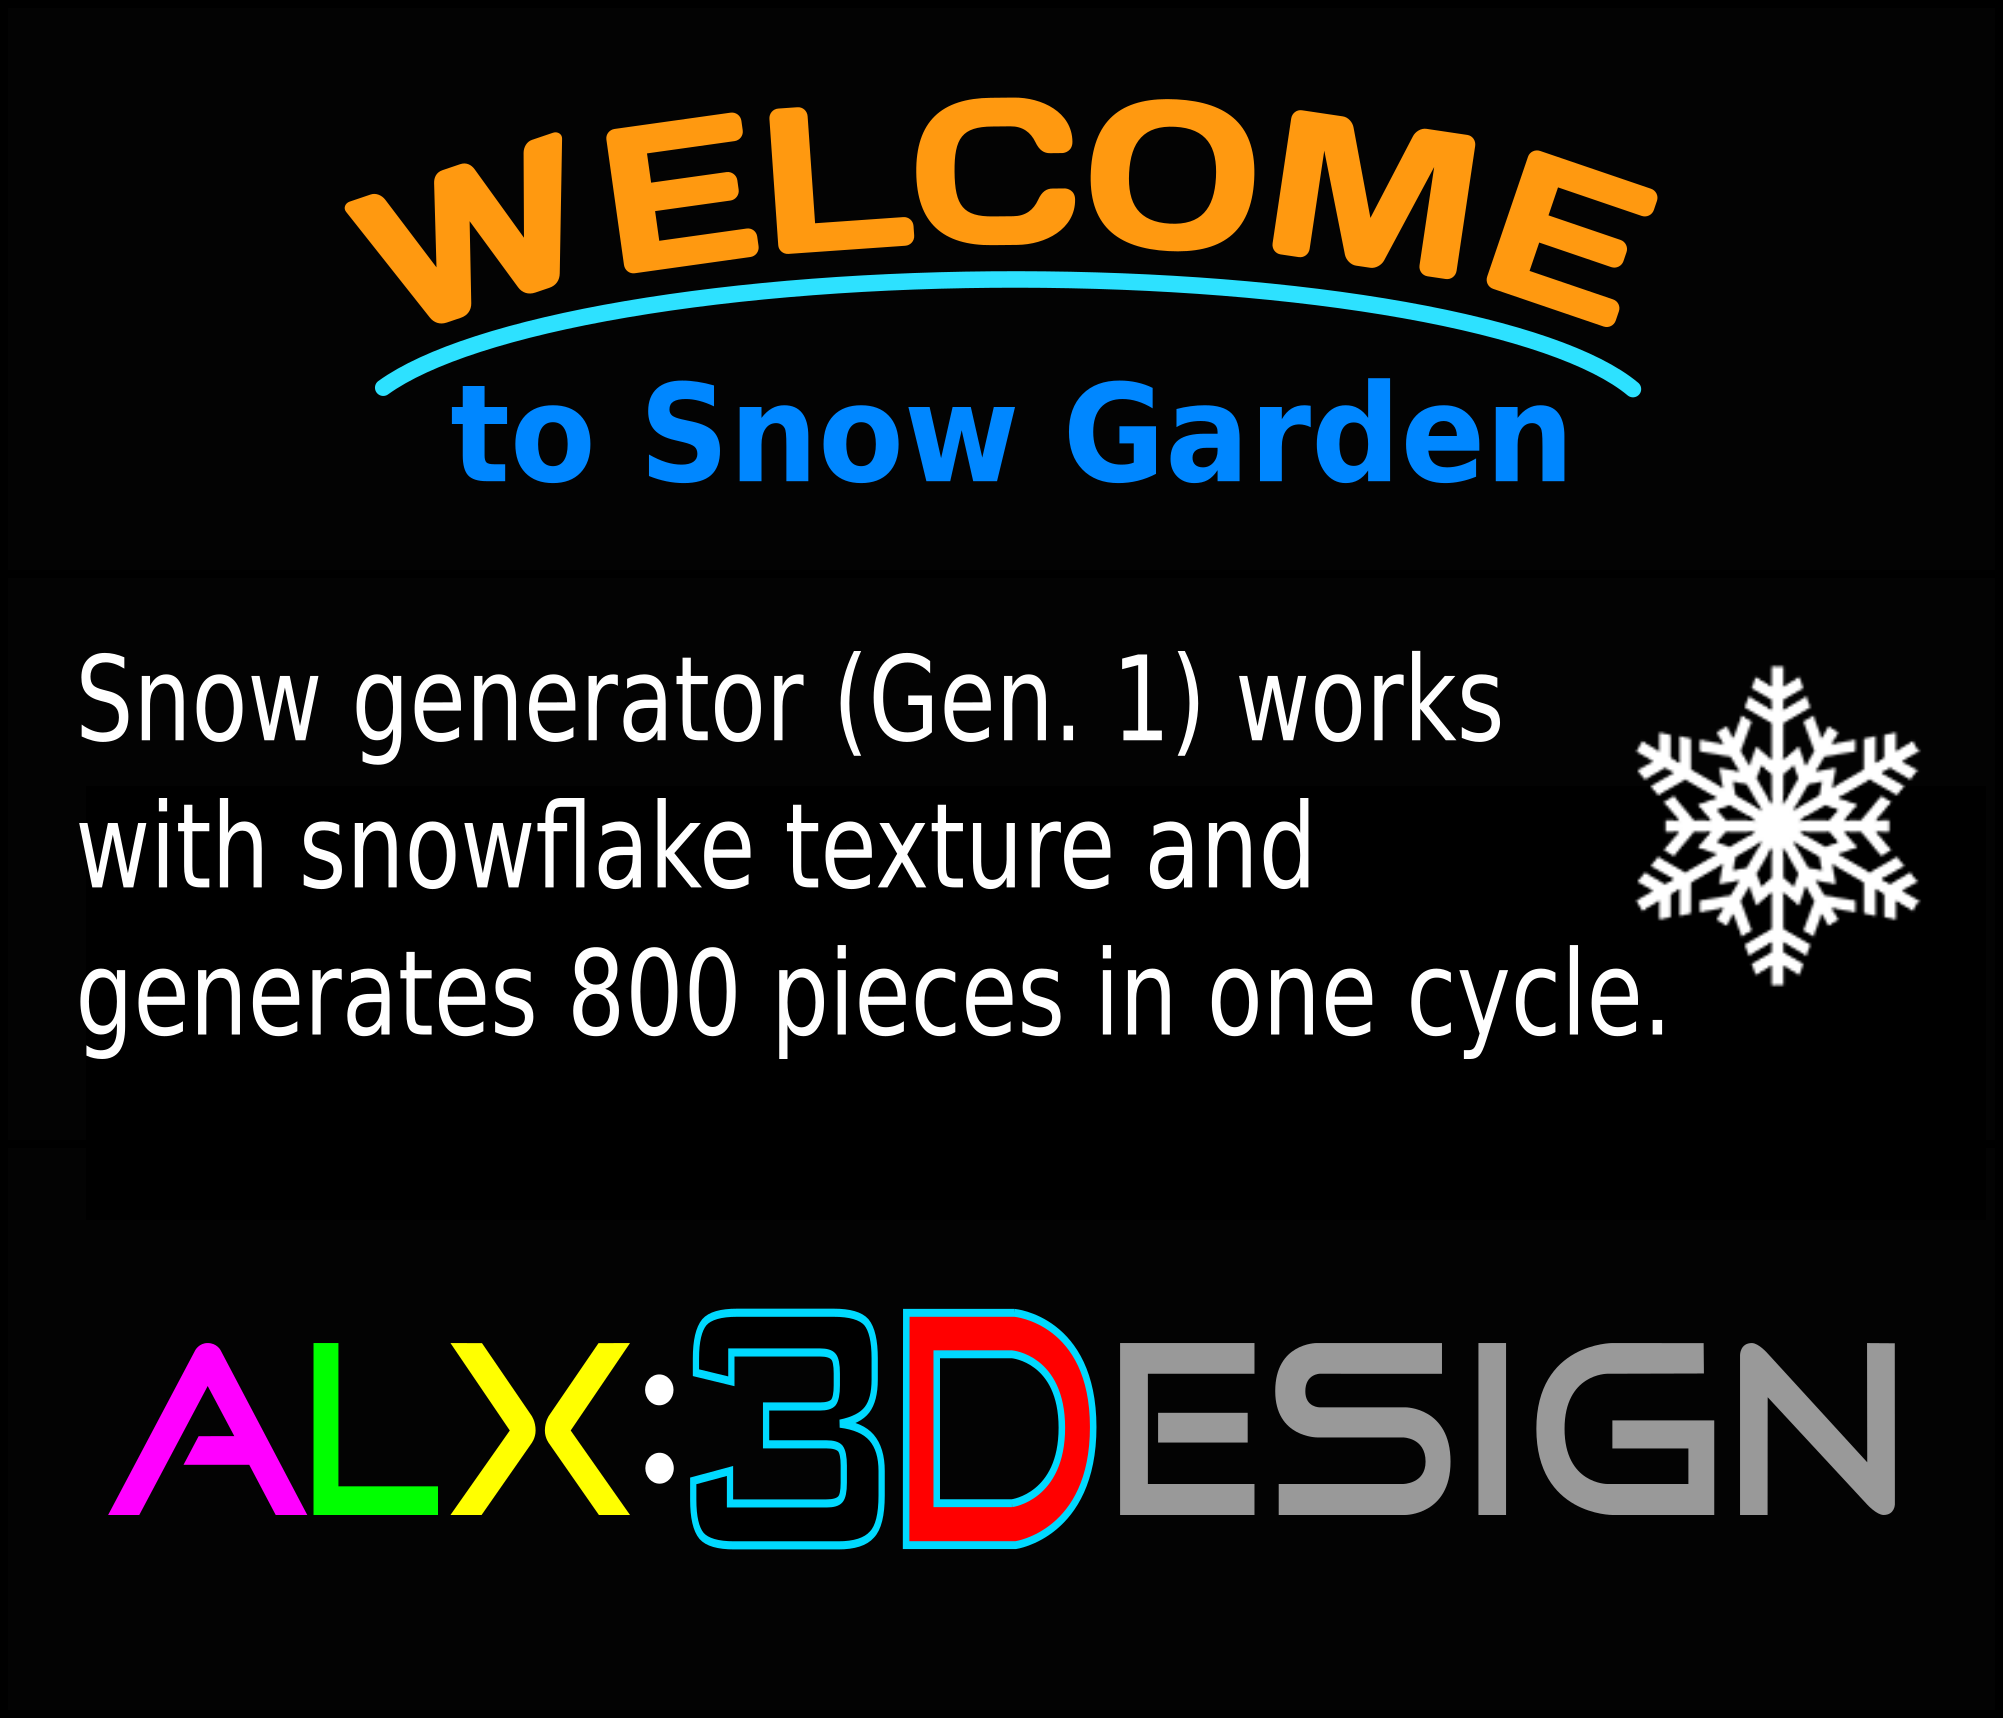 WELCOME
to Snow Garden
Snow generator (Gen. 1) works
with snowflake texture and
generates 800 pieces in one cycle.
ALX:3DESIGN